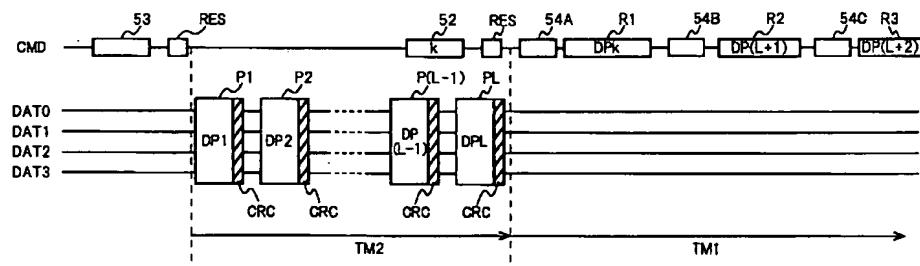 53 RES 52 RES 54A R1 54B R2 54C R3
CMD k DPk DP(L+1) DP(L+2)
P1 P2 P(L-1) PL
DAT0
DAT1
DAT2
DAT3
DP1 DP2 DP (L-1) DPL
CRC CRC CRC CRC
TM2 TM1